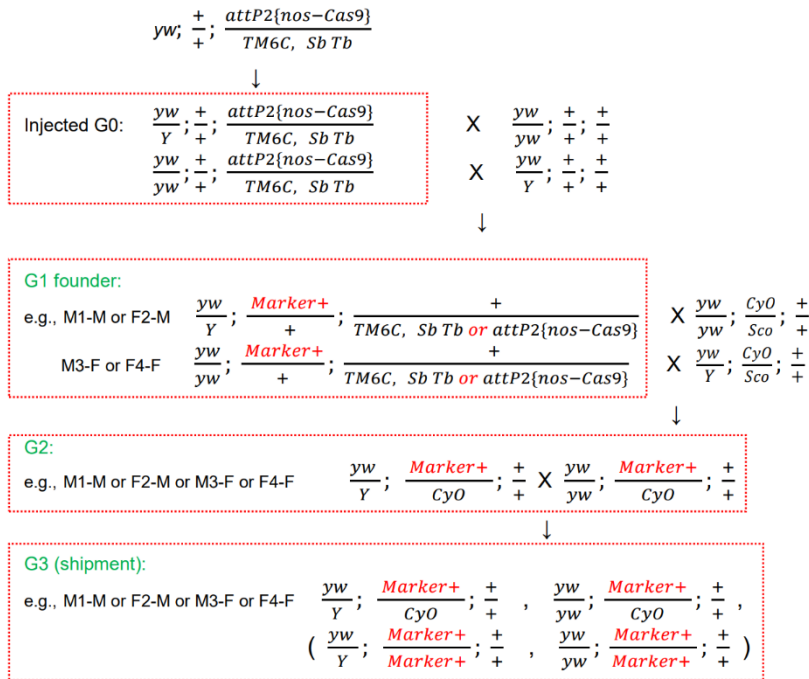 yw; +/+; attP2{nos−Cas9}/TM6C, Sb Tb
↓
Injected G0: yw/Y; +/+; attP2{nos−Cas9}/TM6C, Sb Tb X yw/yw; +/+; +/+
yw/yw; +/+; attP2{nos−Cas9}/TM6C, Sb Tb X yw/Y; +/+; +/+
↓
G1 founder:
e.g., M1-M or F2-M yw/Y; Marker+/+; +/TM6C, Sb Tb or attP2{nos−Cas9} X yw/yw; CyO/Sco; +/+
M3-F or F4-F yw/yw; Marker+/+; +/TM6C, Sb Tb or attP2{nos−Cas9} X yw/Y; CyO/Sco; +/+
↓
G2:
e.g., M1-M or F2-M or M3-F or F4-F yw/Y; Marker+/CyO; +/+ X yw/yw; Marker+/CyO; +/+
↓
G3 (shipment):
e.g., M1-M or F2-M or M3-F or F4-F yw/Y; Marker+/CyO; +/+ , yw/yw; Marker+/CyO; +/+ ,
( yw/Y; Marker+/Marker+; +/+ , yw/yw; Marker+/Marker+; +/+ )